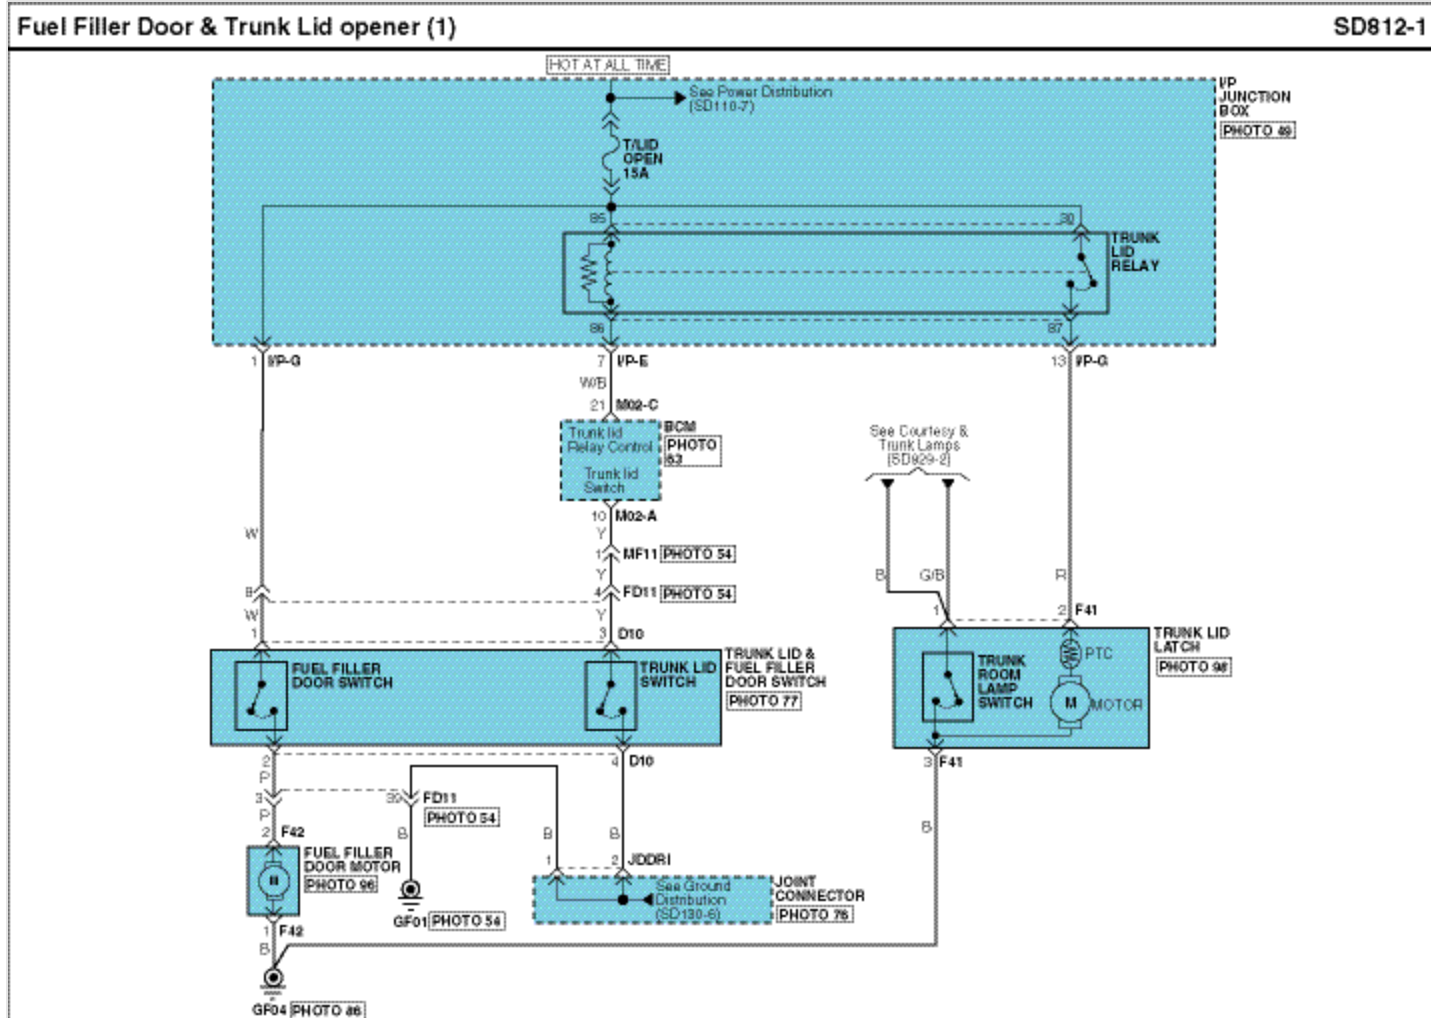 Fuel Filler Door & Trunk Lid opener (1)
SD812-1
HOT AT ALL TIME
See Power Distribution
(SD110-7)
I/P
JUNCTION
BOX
PHOTO 49
T/LID
OPEN
15A
85
30
TRUNK
LID
RELAY
86
87
1 I/P-G
7 I/P-E
13 I/P-G
W/B
21 M02-C
Trunk lid
Relay Control
Trunk lid
Switch
BCM
PHOTO
63
See Courtesy &
Trunk Lamps
(SD929-2)
10 M02-A
W
Y
1 MF11 PHOTO 54
Y
B
G/B
R
8
4 FD11 PHOTO 54
W
Y
1
2 F41
1
3 D10
FUEL FILLER
DOOR SWITCH
TRUNK LID
SWITCH
TRUNK LID &
FUEL FILLER
DOOR SWITCH
PHOTO 77
TRUNK
ROOM
LAMP
SWITCH
PTC
M
MOTOR
TRUNK LID
LATCH
PHOTO 98
2
4 D10
3 F41
P
3
39 FD11
PHOTO 54
P
B
B
B
B
2 F42
1
2 JDDRI
FUEL FILLER
DOOR MOTOR
PHOTO 96
M
See Ground
Distribution
(SD130-6)
JOINT
CONNECTOR
PHOTO 76
GF01 PHOTO 54
1 F42
B
GF04 PHOTO 86